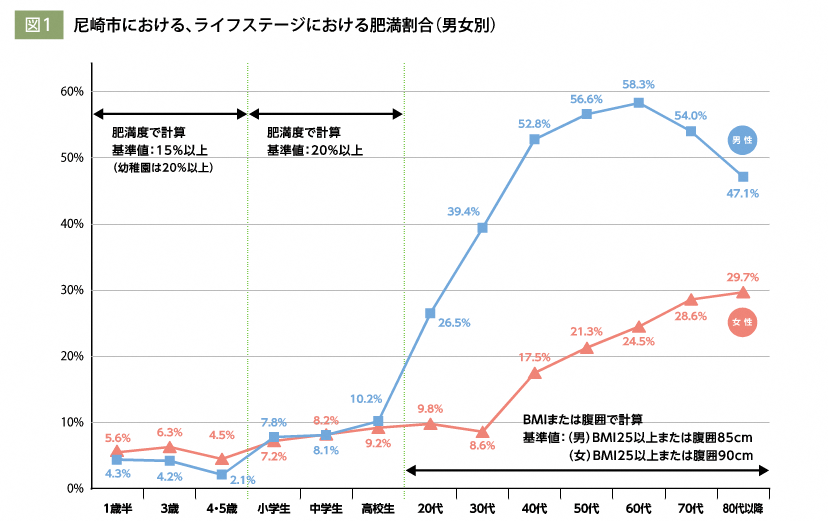 図1 尼崎市における、ライフステージにおける肥満割合（男女別）
60%
50%
40%
30%
20%
10%
0%
肥満度で計算
基準値：15%以上
（幼稚園は20%以上）
肥満度で計算
基準値：20%以上
58.3%
56.6%
54.0%
52.8%
男性
47.1%
39.4%
26.5%
29.7%
28.6%
女性
24.5%
21.3%
17.5%
10.2%
9.8%
8.6%
9.2%
8.2%
8.1%
7.8%
7.2%
5.6%
6.3%
4.5%
4.3%
4.2%
2.1%
BMIまたは腹囲で計算
基準値：（男）BMI25以上または腹囲85cm
（女）BMI25以上または腹囲90cm
1歳半 3歳 4・5歳 小学生 中学生 高校生 20代 30代 40代 50代 60代 70代 80代以降